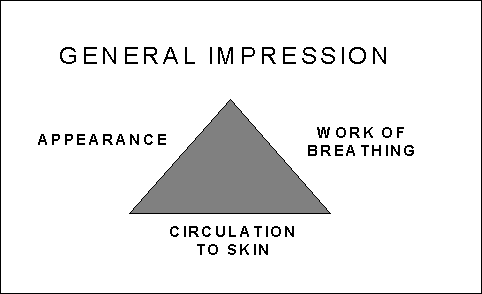 GENERAL IMPRESSION
APPEARANCE
WORK OF
BREATHING
CIRCULATION
TO SKIN